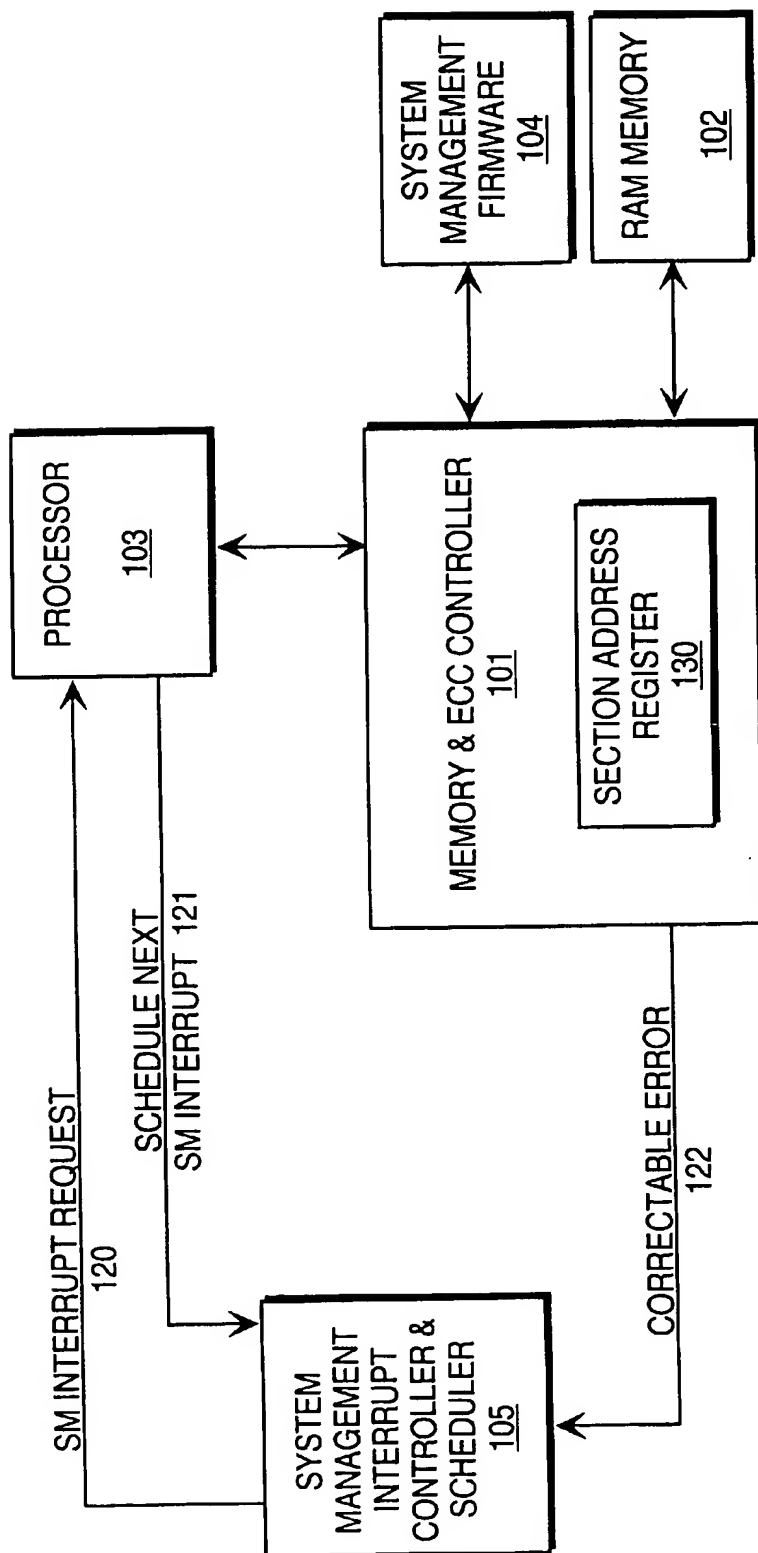 SM INTERRUPT REQUEST
120
SCHEDULE NEXT
SM INTERRUPT 121
PROCESSOR
103
SYSTEM
MANAGEMENT
INTERRUPT
CONTROLLER &
SCHEDULER
105
MEMORY & ECC CONTROLLER
101
SECTION ADDRESS
REGISTER
130
SYSTEM
MANAGEMENT
FIRMWARE
104
RAM MEMORY
102
CORRECTABLE ERROR
122